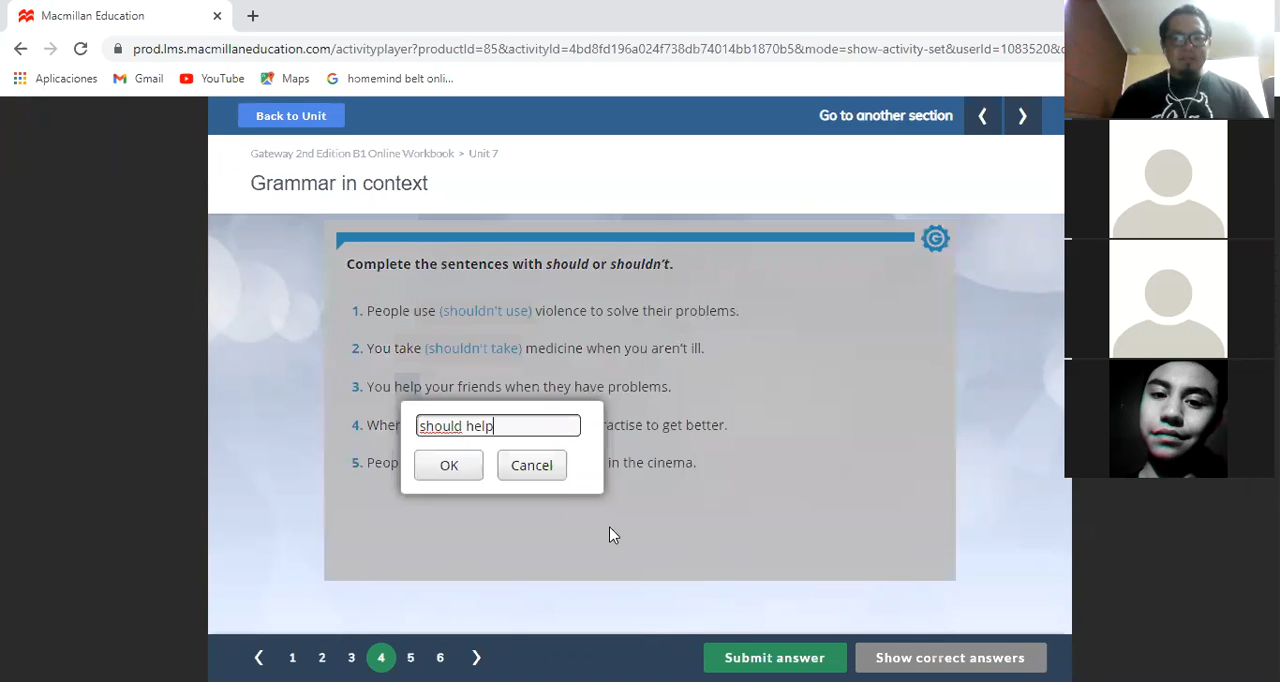 Macmillan Education
prod.lms.macmillaneducation.com/activityplayer?productId=85&activityId=4bd8fd196a024f738db74014bb1870b5&mode=show-activity-set&userId=1083520&
Aplicaciones Gmail YouTube Maps homemind belt onli...
Back to Unit Go to another section
Gateway 2nd Edition B1 Online Workbook > Unit 7
Grammar in context
G
Complete the sentences with should or shouldn't.
1. People use (shouldn't use) violence to solve their problems.
2. You take (shouldn't take) medicine when you aren't ill.
3. You help your friends when they have problems.
4. When ractise to get better.
should help
5. Peop in the cinema.
OK Cancel
1 2 3 4 5 6 Submit answer Show correct answers